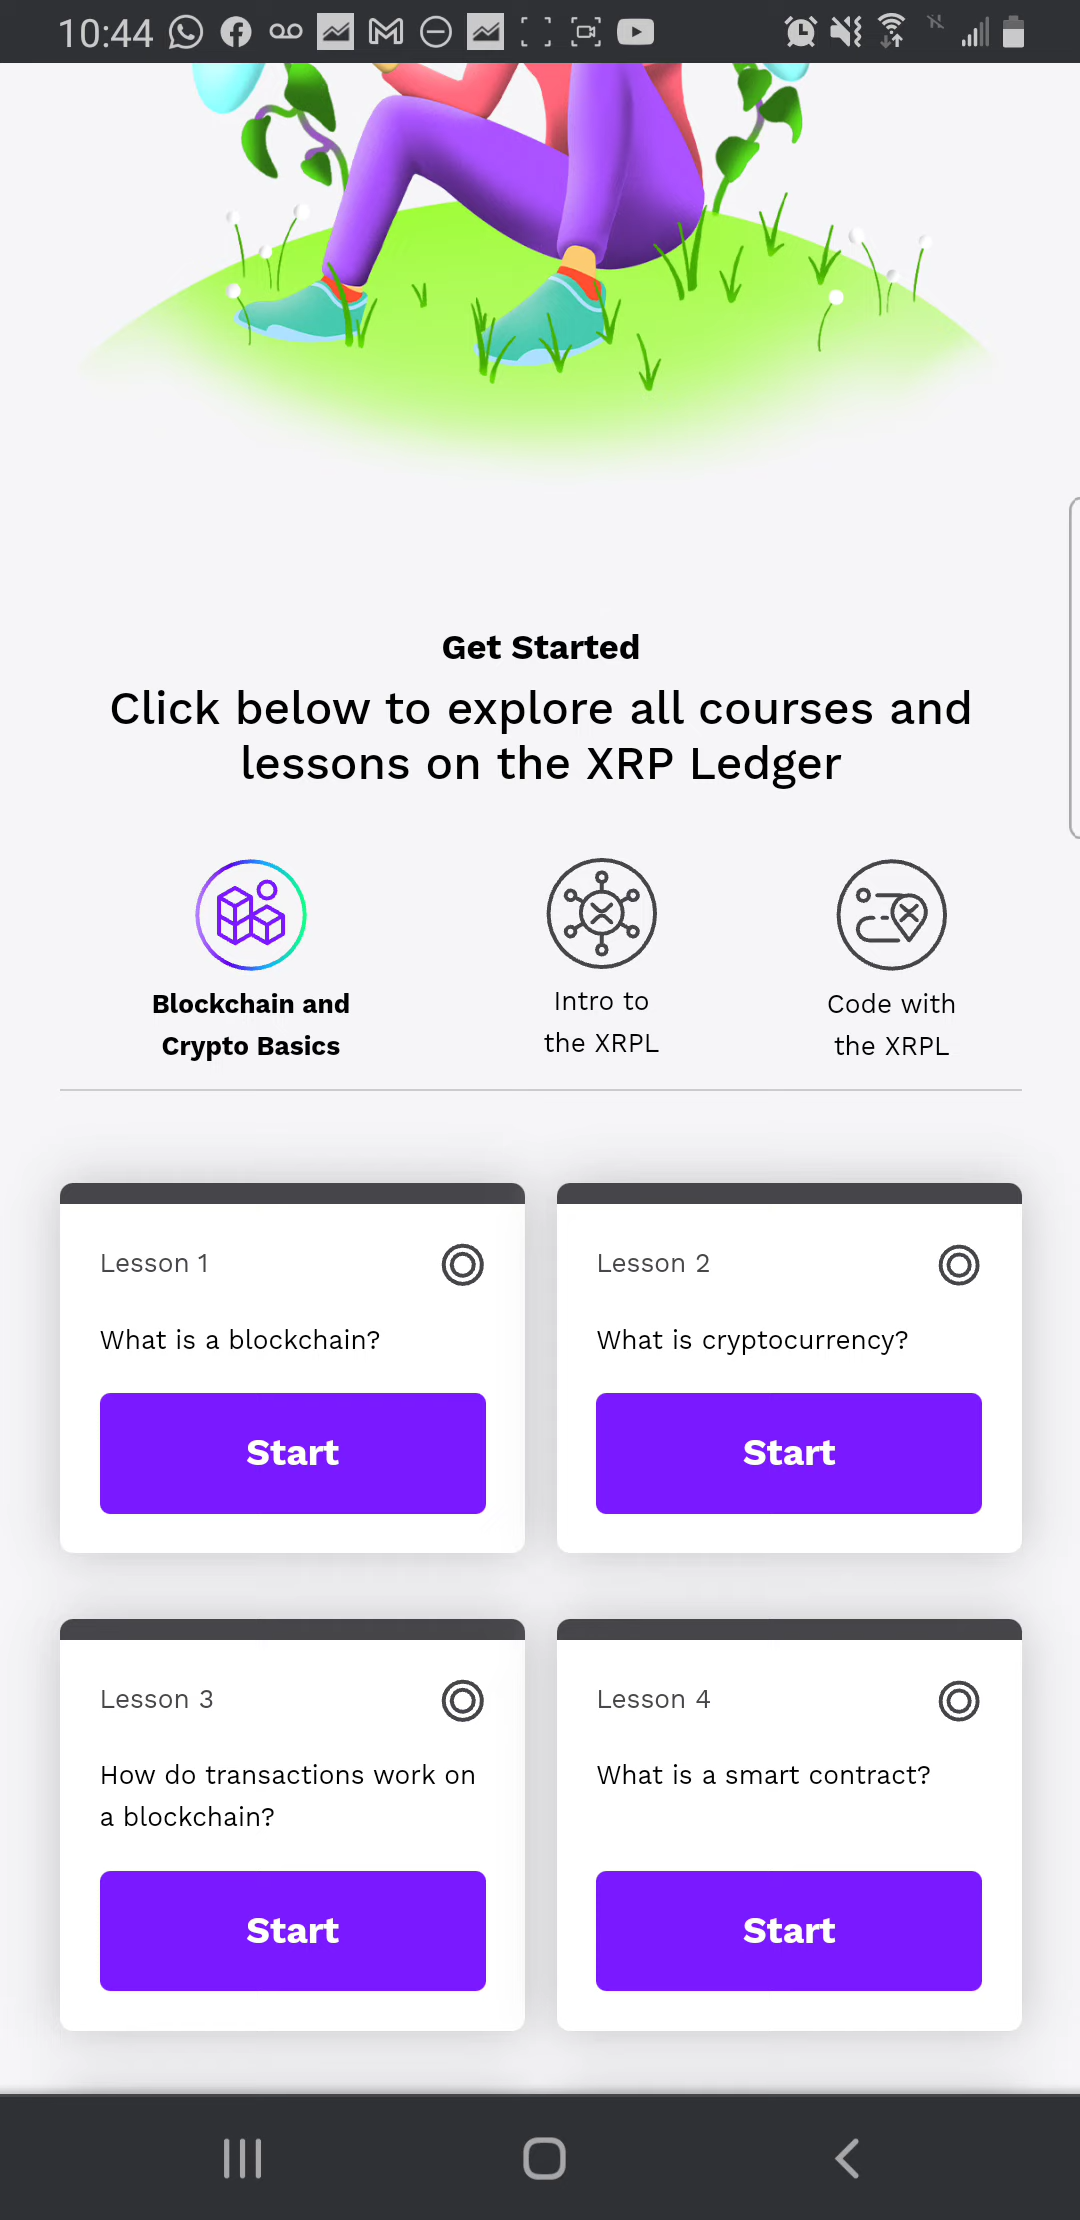 10:44
Get Started
Click below to explore all courses and
lessons on the XRP Ledger
Blockchain and
Crypto Basics
Intro to
the XRPL
Code with
the XRPL
Lesson 1
What is a blockchain?
Start
Lesson 2
What is cryptocurrency?
Start
Lesson 3
How do transactions work on
a blockchain?
Start
Lesson 4
What is a smart contract?
Start